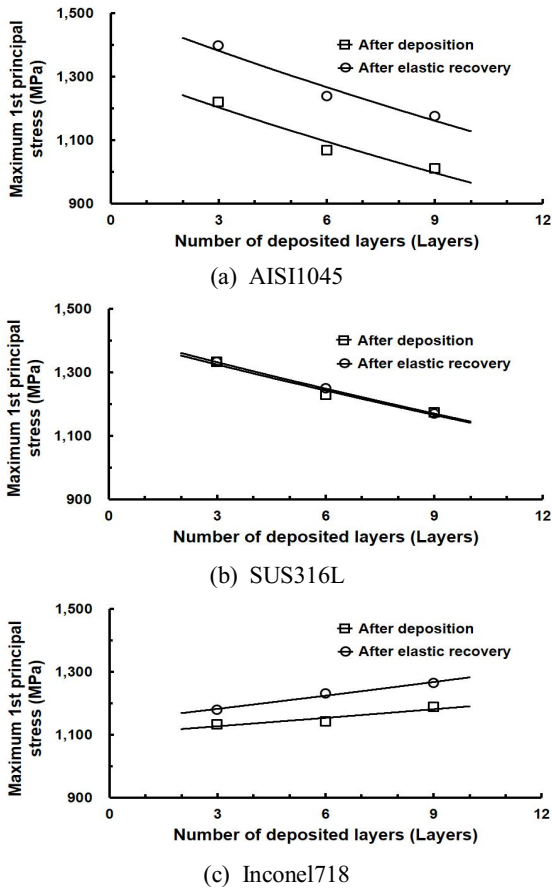 1,500
1,300
1,100
900
Maximum 1st principal
stress (MPa)
After deposition
After elastic recovery
0 3 6 9 12
Number of deposited layers (Layers)
(a) AISI1045
1,500
1,300
1,100
900
Maximum 1st principal
stress (MPa)
After deposition
After elastic recovery
0 3 6 9 12
Number of deposited layers (Layers)
(b) SUS316L
1,500
1,300
1,100
900
Maximum 1st principal
stress (MPa)
After deposition
After elastic recovery
0 3 6 9 12
Number of deposited layers (Layers)
(c) Inconel718